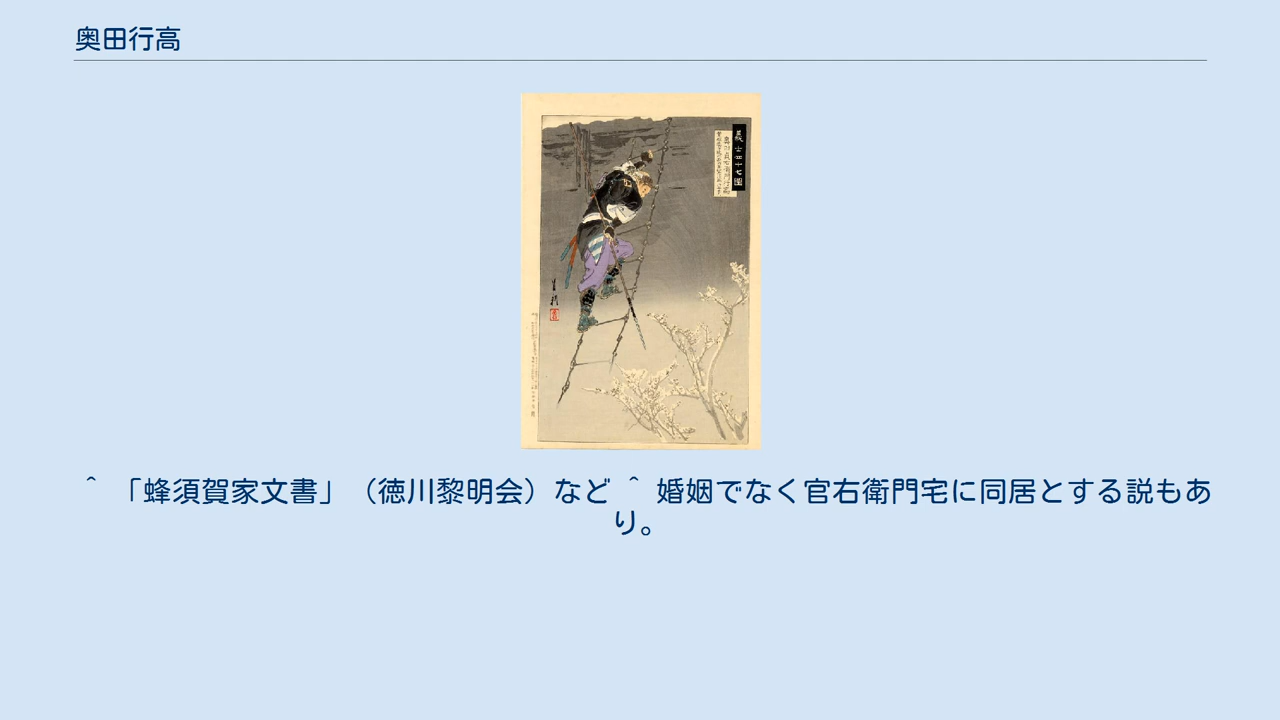 奥田行高
＾ 「蜂須賀家文書」（徳川黎明会）など ＾ 婚姻でなく官右衛門宅に同居とする説もあ
り。